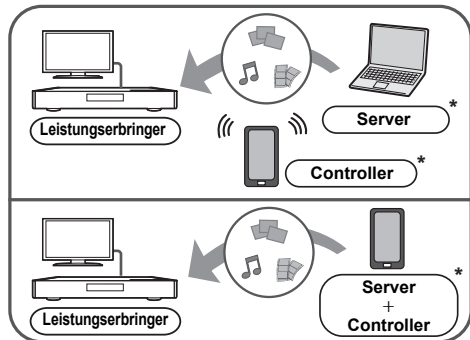 Leistungserbringer
Server*
Controller*
Leistungserbringer
Server*
+
Controller